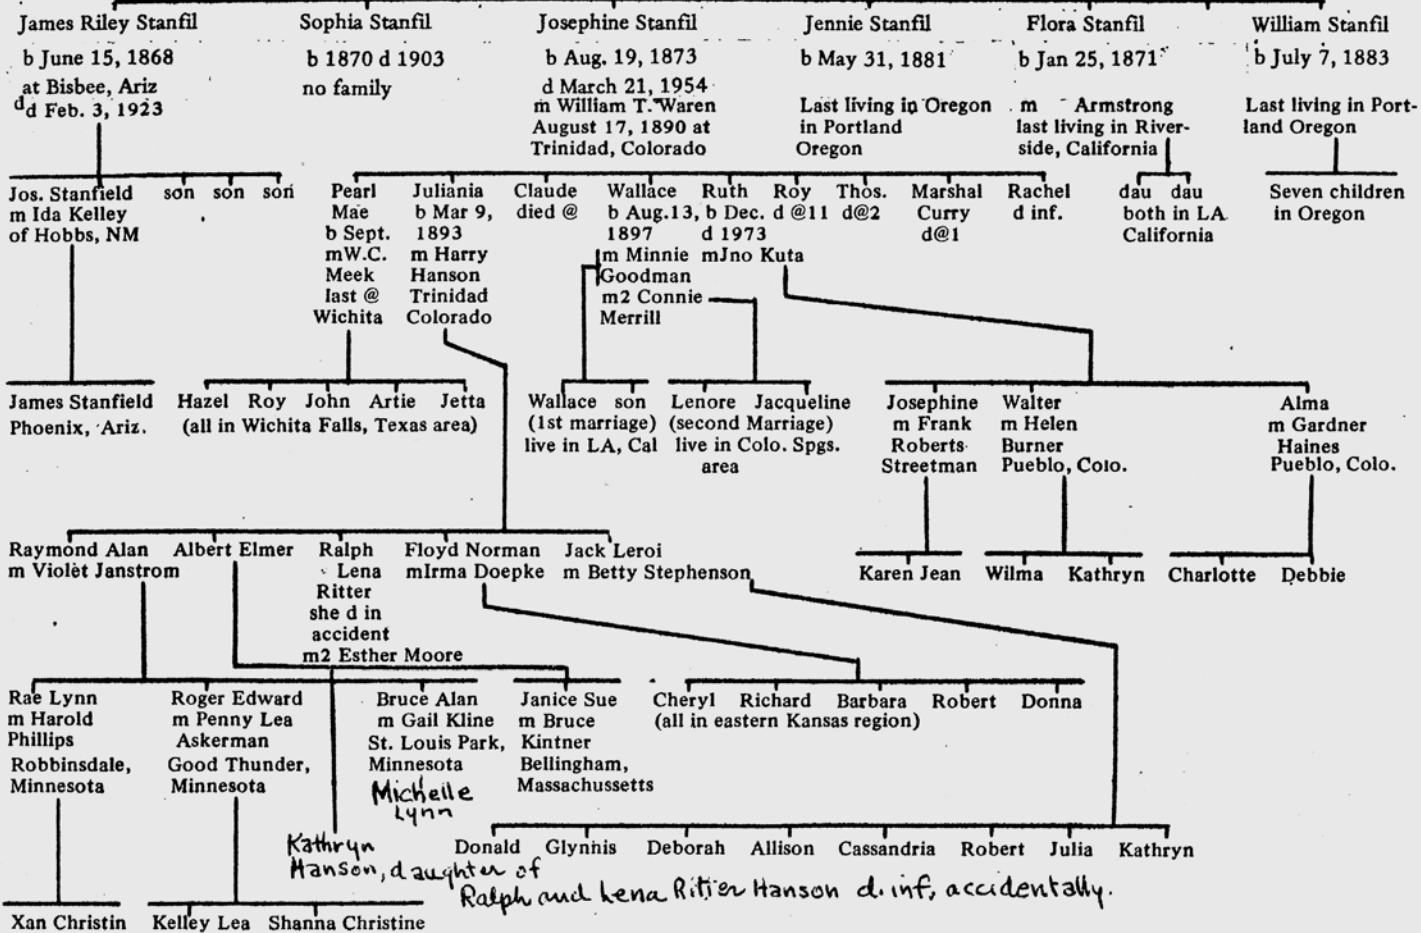 James Riley Stanfil
b June 15, 1868
at Bisbee, Ariz
d d Feb. 3, 1923
Sophia Stanfil
b 1870 d 1903
no family
Josephine Stanfil
b Aug. 19, 1873
d March 21, 1954
m William T. Waren
August 17, 1890 at
Trinidad, Colorado
Jennie Stanfil
b May 31, 1881
Last living in Oregon
in Portland
Oregon
Flora Stanfil
b Jan 25, 1871
m - Armstrong
last living in River-
side, California
William Stanfil
b July 7, 1883
Last living in Port-
land Oregon
Jos. Stanfield
m Ida Kelley
of Hobbs, NM
son
son
son
Pearl
Mae
b Sept.
mW.C.
Meek
last @
Wichita
Juliania
b Mar 9,
1893
m Harry
Hanson
Trinidad
Colorado
Claude
died @
Wallace
b Aug.13,
1897
m Minnie
Goodman
m2 Connie
Merrill
Ruth
b Dec.
d 1973
mJno Kuta
Roy
d @11
Thos.
d@2
Marshal
Curry
d@1
Rachel
d inf.
dau dau
both in LA
California
Seven children
in Oregon
James Stanfield
Phoenix, Ariz.
Hazel Roy John Artie Jetta
(all in Wichita Falls, Texas area)
Wallace son
(1st marriage)
live in LA, Cal
Lenore Jacqueline
(second Marriage)
live in Colo. Spgs.
area
Josephine
m Frank
Roberts
Streetman
Walter
m Helen
Burner
Pueblo, Colo.
Alma
m Gardner
Haines
Pueblo, Colo.
Raymond Alan
m Violet Janstrom
Albert Elmer
Ralph
Lena
Ritter
she d in
accident
m2 Esther Moore
Floyd Norman
mIrma Doepke
Jack Leroi
m Betty Stephenson
Karen Jean
Wilma Kathryn
Charlotte Debbie
Rae Lynn
m Harold
Phillips
Robbinsdale,
Minnesota
Roger Edward
m Penny Lea
Askerman
Good Thunder,
Minnesota
Bruce Alan
m Gail Kline
St. Louis Park,
Minnesota
Michelle
Lynn
Janice Sue
m Bruce
Kintner
Bellingham,
Massachussetts
Cheryl Richard Barbara Robert Donna
(all in eastern Kansas region)
Donald Glynnis Deborah Allison Cassandria Robert Julia Kathryn
Kathryn
Hanson, daughter of
Ralph and Lena Ritter Hanson d. inf, accidentally.
Xan Christin
Kelley Lea Shanna Christine